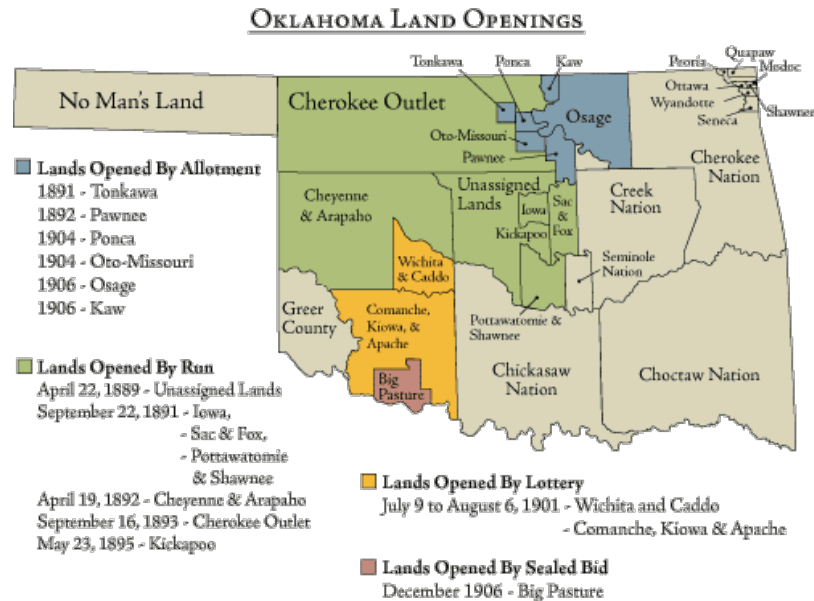 OKLAHOMA LAND OPENINGS
Tonkawa
Ponca
Kaw
Peoria
Quapaw
Modoc
Ottawa
Wyandotte
Shawnee
Seneca
No Man's Land
Cherokee Outlet
Osage
Oto-Missouri
Pawnee
Cherokee
Nation
Cheyenne
& Arapaho
Unassigned
Lands
Iowa
Sac
&
Fox
Kickapoo
Creek
Nation
Seminole
Nation
Wichita
& Caddo
Greer
County
Comanche,
Kiowa, &
Apache
Pottawatomie &
Shawnee
Big
Pasture
Chickasaw
Nation
Choctaw Nation
Lands Opened By Allotment
1891 - Tonkawa
1892 - Pawnee
1904 - Ponca
1904 - Oto-Missouri
1906 - Osage
1906 - Kaw
Lands Opened By Run
April 22, 1889 - Unassigned Lands
September 22, 1891 - Iowa,
- Sac & Fox,
- Pottawatomie
& Shawnee
April 19, 1892 - Cheyenne & Arapaho
September 16, 1893 - Cherokee Outlet
May 23, 1895 - Kickapoo
Lands Opened By Lottery
July 9 to August 6, 1901 - Wichita and Caddo
- Comanche, Kiowa & Apache
Lands Opened By Sealed Bid
December 1906 - Big Pasture